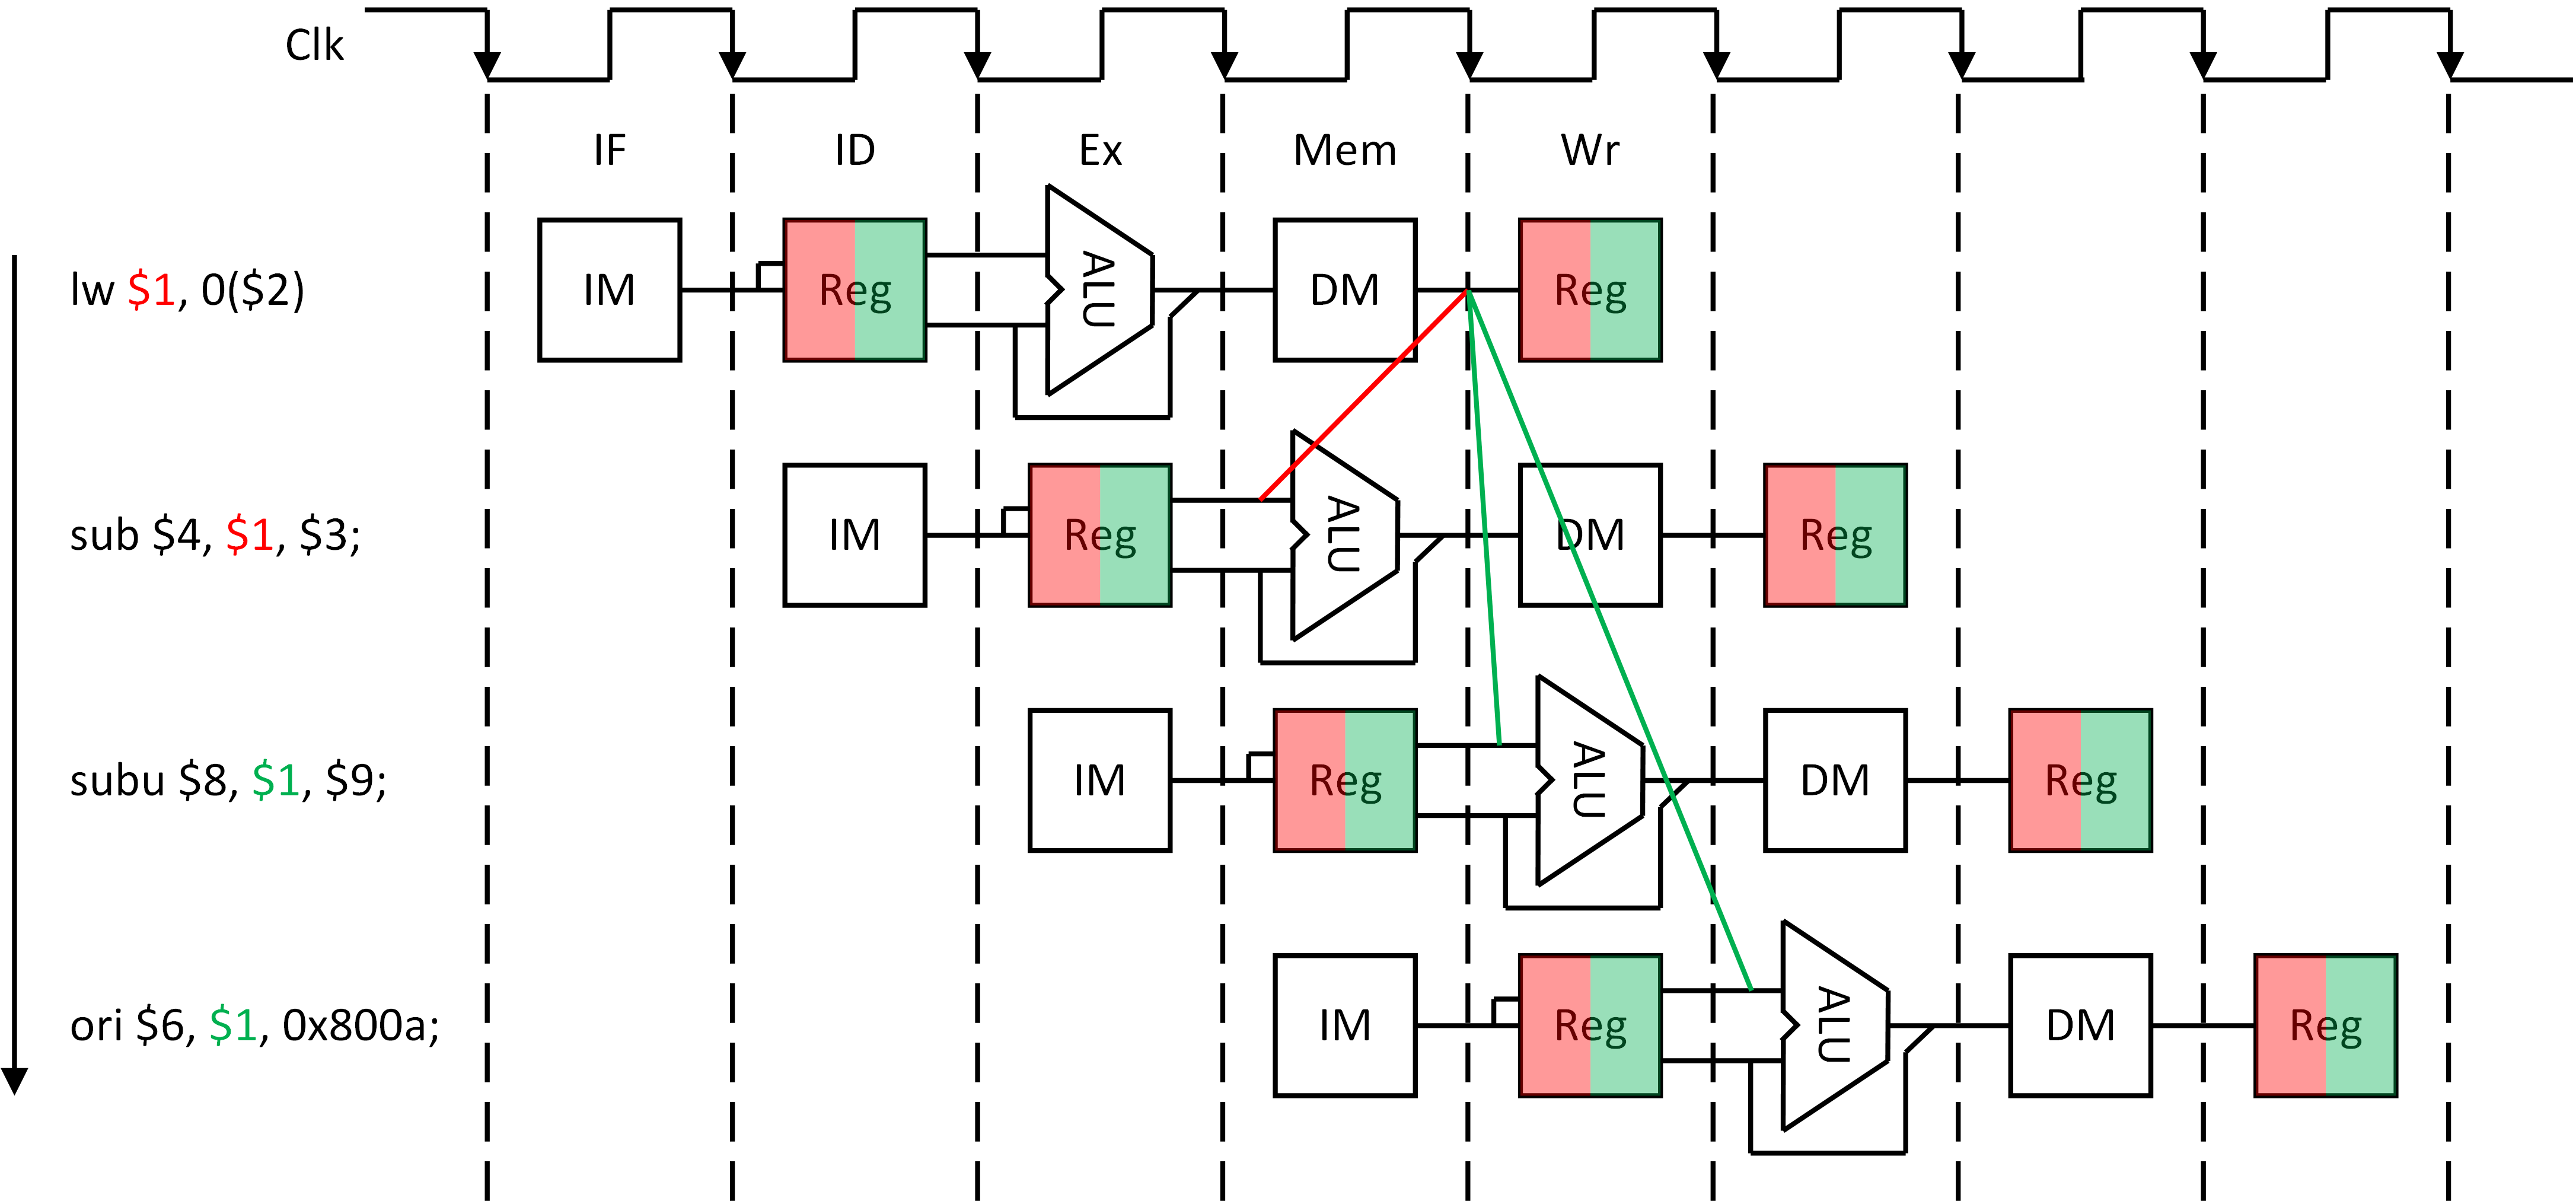 Clk
IF ID Ex Mem Wr
lw $1, 0($2) IM Reg ALU DM Reg
sub $4, $1, $3; IM Reg ALU DM Reg
subu $8, $1, $9; IM Reg ALU DM Reg
ori $6, $1, 0x800a; IM Reg ALU DM Reg